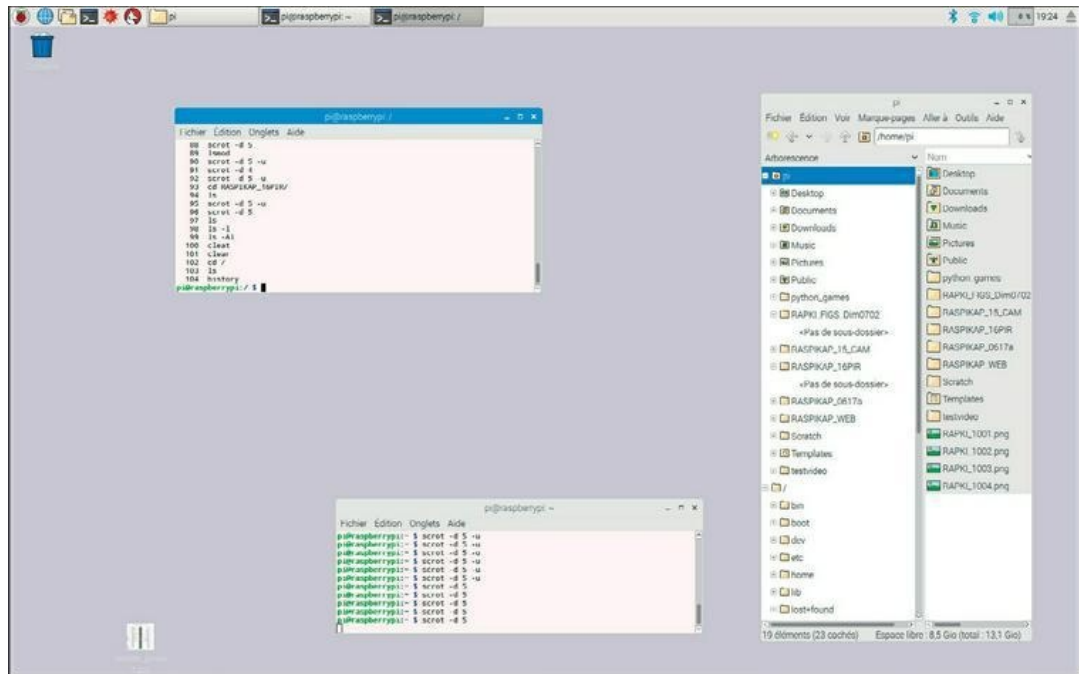 pi
pi@raspberrypi: ~
pi@raspberrypi: /
19:24
pi@raspberrypi: /
Fichier Édition Onglets Aide
88 scrot -d 5
89 lsmod
90 scrot -d 5 -u
91 scrot -d 4
92 scrot -d 5 -u
93 cd RASPIKAP_16PIR/
94 ls
95 scrot -d 5 -u
96 scrot -d 5
97 ls
98 ls -l
99 ls -Al
100 cleat
101 clear
102 cd /
103 ls
104 history
pi@raspberrypi:/ $
pi
Fichier Édition Voir Marque-pages Aller à Outils Aide
/home/pi
Arborescence
pi
Desktop
Documents
Downloads
Music
Pictures
Public
python_games
RAPKI_FIGS_Dim0702
<Pas de sous-dossier>
RASPIKAP_15_CAM
RASPIKAP_16PIR
<Pas de sous-dossier>
RASPIKAP_0617a
RASPIKAP_WEB
Scratch
Templates
testvideo
/
bin
boot
dev
etc
home
lib
lost+found
Nom
Desktop
Documents
Downloads
Music
Pictures
Public
python_games
RAPKI_FIGS_Dim0702
RASPIKAP_15_CAM
RASPIKAP_16PIR
RASPIKAP_0617a
RASPIKAP_WEB
Scratch
Templates
testvideo
RAPKI_1001.png
RAPKI_1002.png
RAPKI_1003.png
RAPKI_1004.png
19 éléments (23 cachés) Espace libre : 8,5 Gio (total : 13,1 Gio)
pi@raspberrypi: ~
Fichier Édition Onglets Aide
pi@raspberrypi:~ $ scrot -d 5 -u
pi@raspberrypi:~ $ scrot -d 5 -u
pi@raspberrypi:~ $ scrot -d 5 -u
pi@raspberrypi:~ $ scrot -d 5 -u
pi@raspberrypi:~ $ scrot -d 5 -u
pi@raspberrypi:~ $ scrot -d 5 -u
pi@raspberrypi:~ $ scrot -d 5
pi@raspberrypi:~ $ scrot -d 5
pi@raspberrypi:~ $ scrot -d 5
pi@raspberrypi:~ $ scrot -d 5
pi@raspberrypi:~ $ scrot -d 5